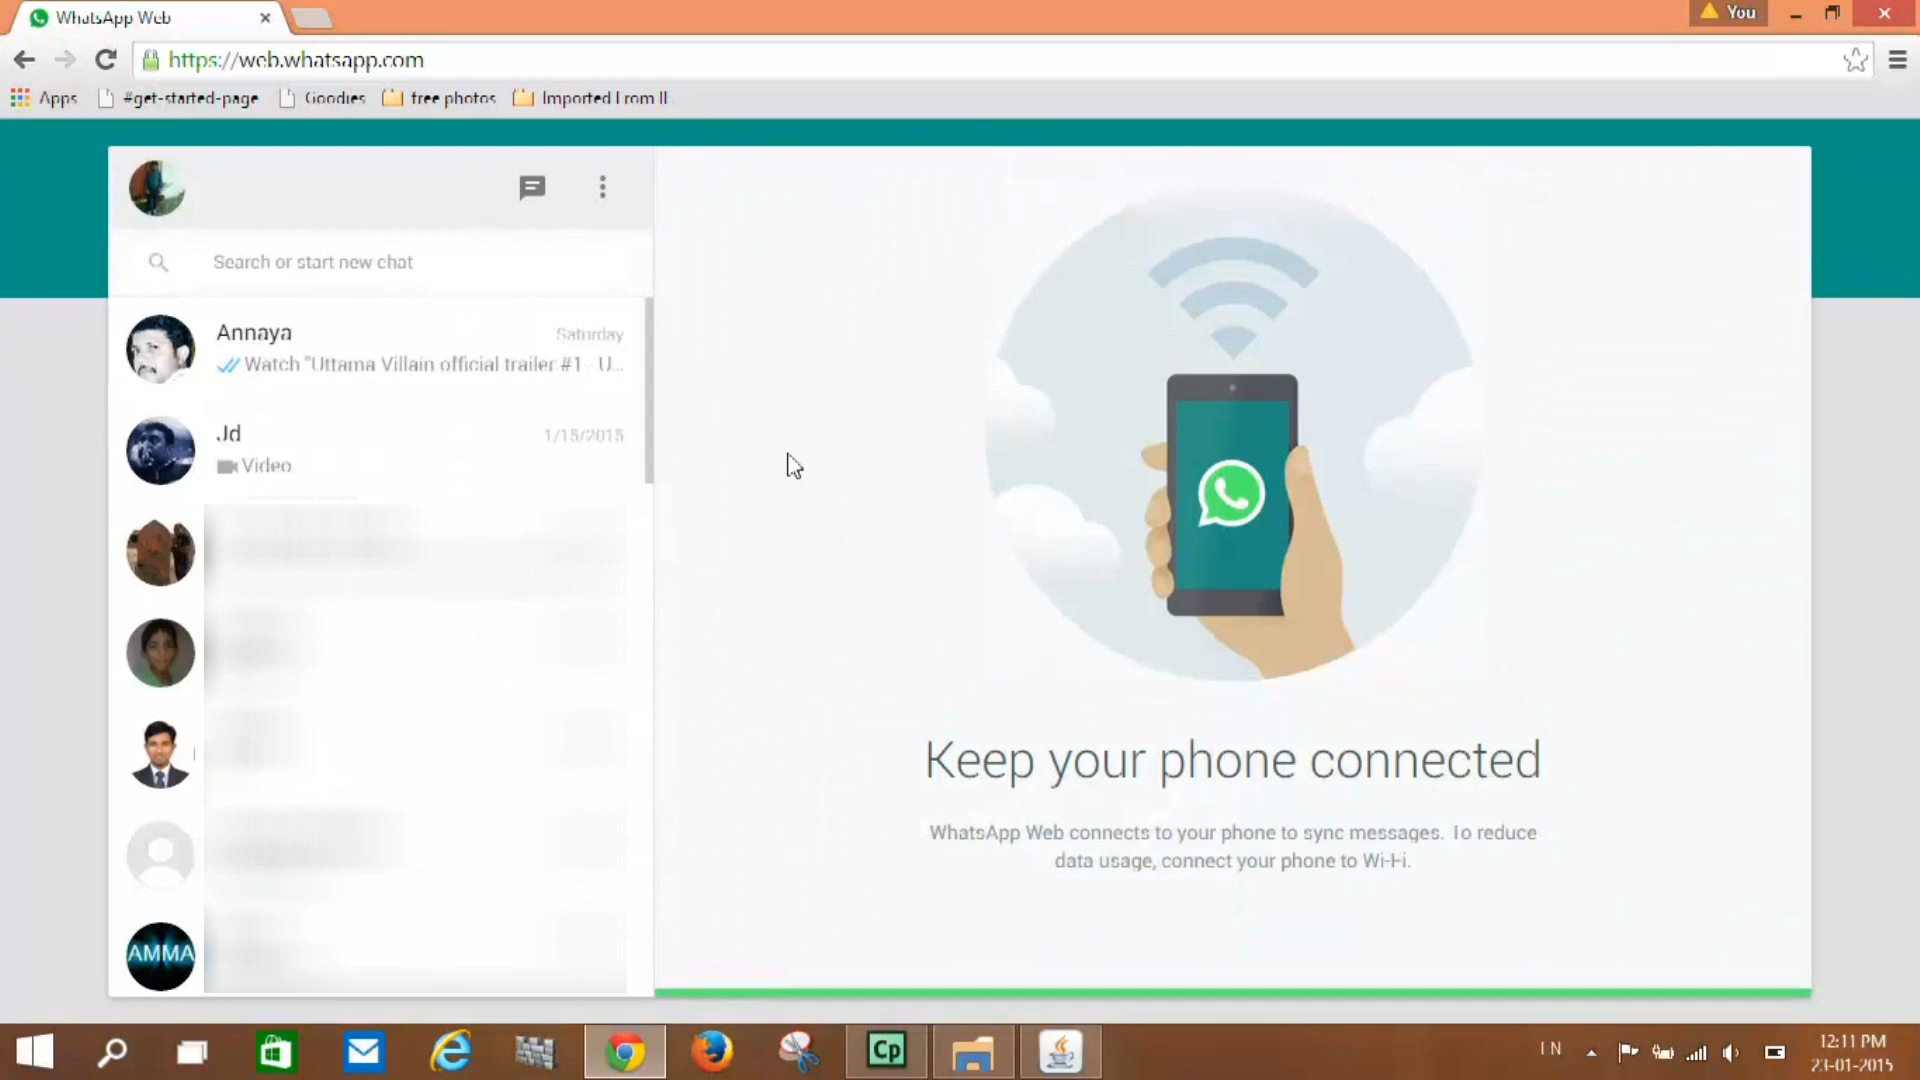 WhatsApp Web
You
https://web.whatsapp.com
Apps
#get-started-page
Goodies
free photos
Imported From IE
Search or start new chat
Annaya
Saturday
Watch "Uttama Villain official trailer #1 - U...
Jd
1/15/2015
Video
AMMA
Keep your phone connected
WhatsApp Web connects to your phone to sync messages. To reduce
data usage, connect your phone to Wi-Fi.
Cp
12:11 PM
23-01-2015